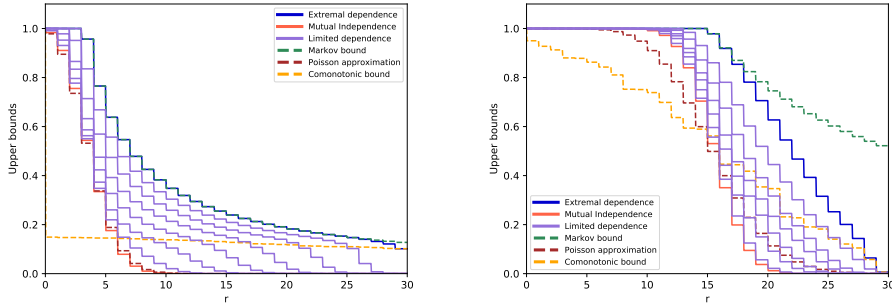 Upper bounds
1.0
0.8
0.6
0.4
0.2
0.0
0
5
10
15
20
25
30
r
Extremal dependence
Mutual Independence
Limited dependence
Markov bound
Poisson approximation
Comonotonic bound
Upper bounds
1.0
0.8
0.6
0.4
0.2
0.0
0
5
10
15
20
25
30
r
Extremal dependence
Mutual Independence
Limited dependence
Markov bound
Poisson approximation
Comonotonic bound